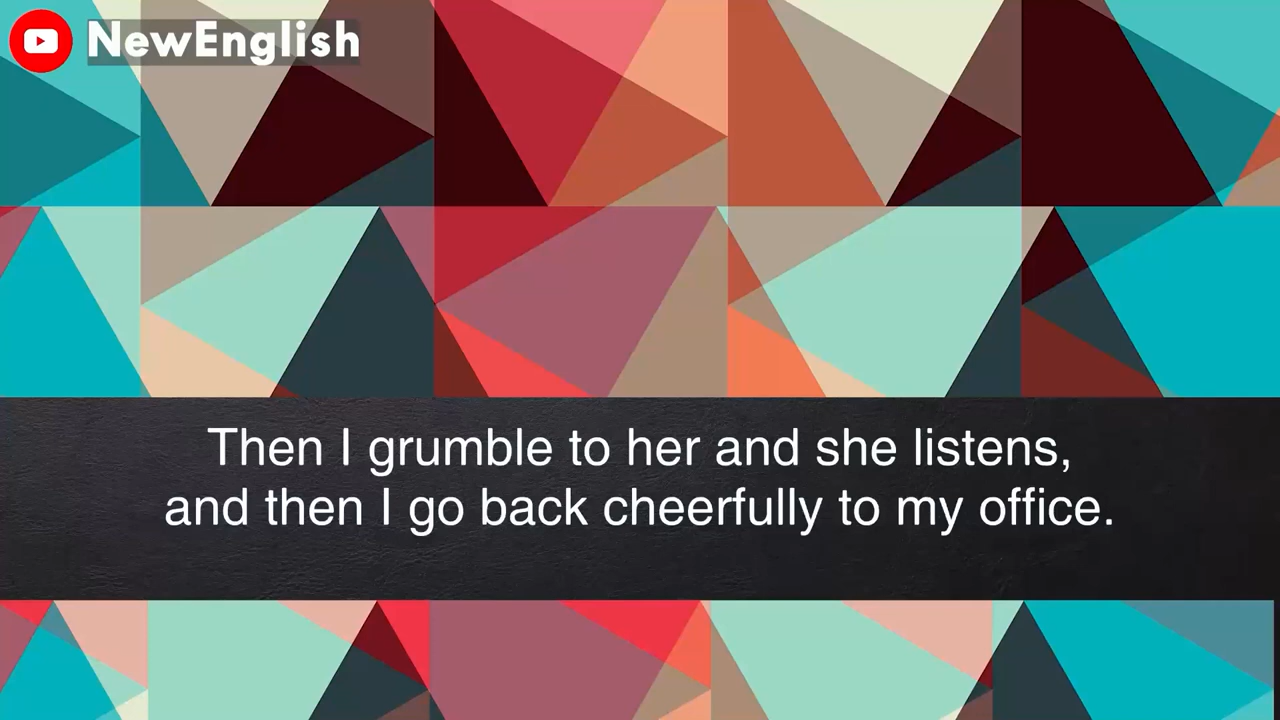 NewEnglish
Then I grumble to her and she listens,
and then I go back cheerfully to my office.